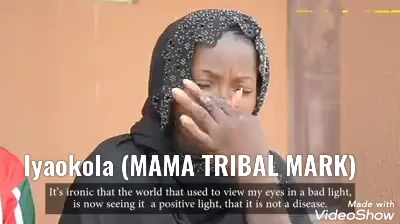 Iyaokola (MAMA TRIBAL MARK)
It's ironic that the world that used to view my eyes in a bad light,
is now seeing it a positive light, that it is not a disease.
Made with
VideoShow